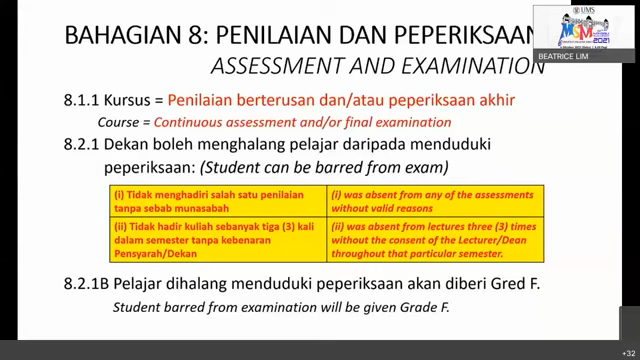 BAHAGIAN 8: PENILAIAN DAN PEPERIKSAAN
ASSESSMENT AND EXAMINATION
UMS
MSM
2021
BEATRICE LIM
8.1.1 Kursus = Penilaian berterusan dan/atau peperiksaan akhir
Course = Continuous assessment and/or final examination
8.2.1 Dekan boleh menghalang pelajar daripada menduduki
peperiksaan: (Student can be barred from exam)
(i) Tidak menghadiri salah satu penilaian
tanpa sebab munasabah
(i) was absent from any of the assessments
without valid reasons
(ii) Tidak hadir kuliah sebanyak tiga (3) kali
dalam semester tanpa kebenaran
Pensyarah/Dekan
(ii) was absent from lectures three (3) times
without the consent of the Lecturer/Dean
throughout that particular semester.
8.2.1B Pelajar dihalang menduduki peperiksaan akan diberi Gred F.
Student barred from examination will be given Grade F.
+32